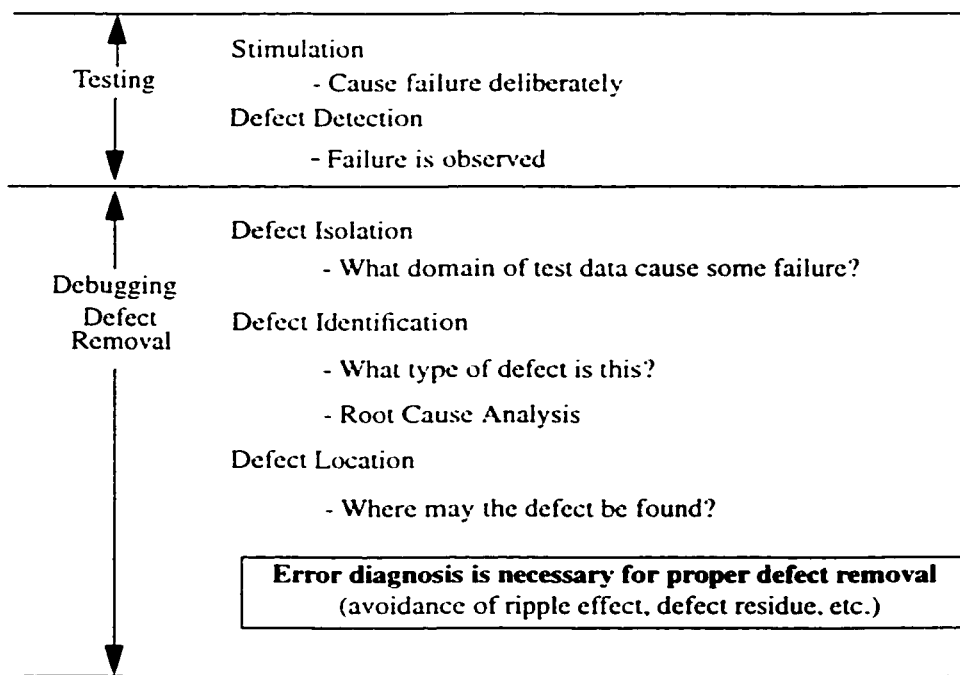 Testing
Stimulation
- Cause failure deliberately
Defect Detection
- Failure is observed
Debugging
Defect
Removal
Defect Isolation
- What domain of test data cause some failure?
Defect Identification
- What type of defect is this?
- Root Cause Analysis
Defect Location
- Where may the defect be found?
Error diagnosis is necessary for proper defect removal
(avoidance of ripple effect, defect residue, etc.)